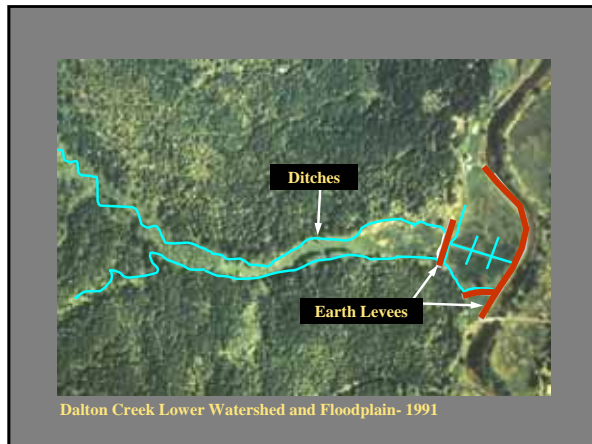 Ditches
Earth Levees
Dalton Creek Lower Watershed and Floodplain- 1991